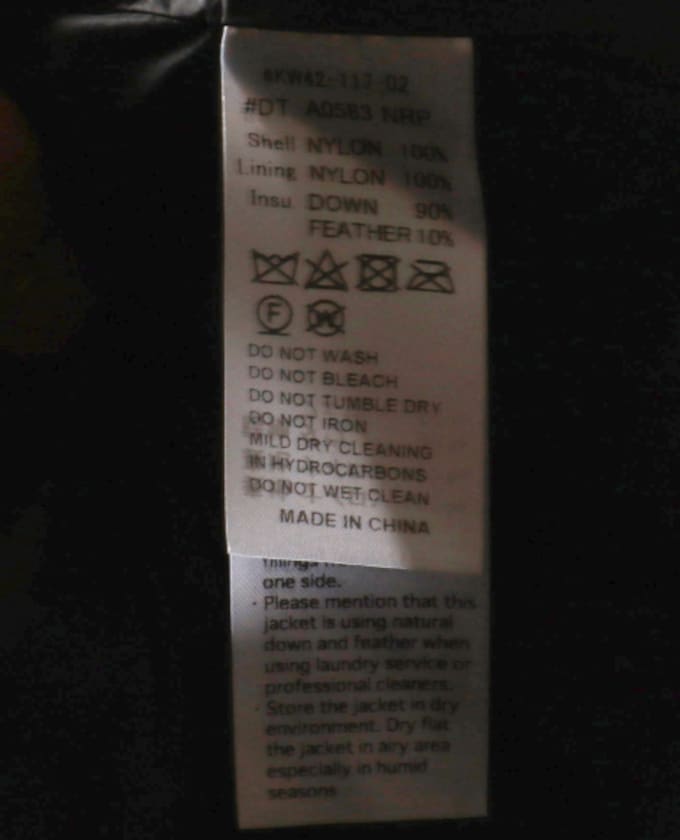 #KW42-117-02
#DT A0583 NRP
Shell NYLON 100%
Lining NYLON 100%
Insu DOWN 90%
FEATHER 10%
F
W
DO NOT WASH
DO NOT BLEACH
DO NOT TUMBLE DRY
DO NOT IRON
MILD DRY CLEANING
IN HYDROCARBONS
DO NOT WET CLEAN
MADE IN CHINA
one side.
· Please mention that this
jacket is using natural
down and feather when
using laundry service or
professional cleaners.
· Store the jacket in dry
environment. Dry flat
the jacket in airy area
especially in humid
seasons